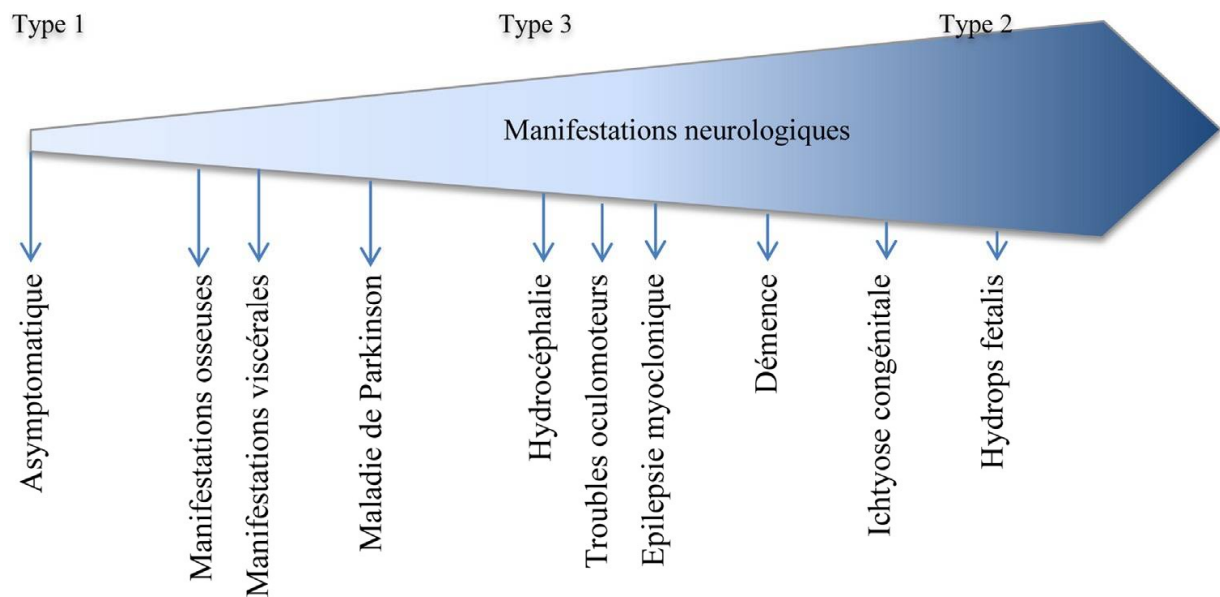 Type 1
Type 3
Type 2
Manifestations neurologiques
Asymptomatique
Manifestations osseuses
Manifestations viscérales
Maladie de Parkinson
Hydrocéphalie
Troubles oculomoteurs
Epilepsie myoclonique
Démence
Ichtyose congénitale
Hydrops fetalis